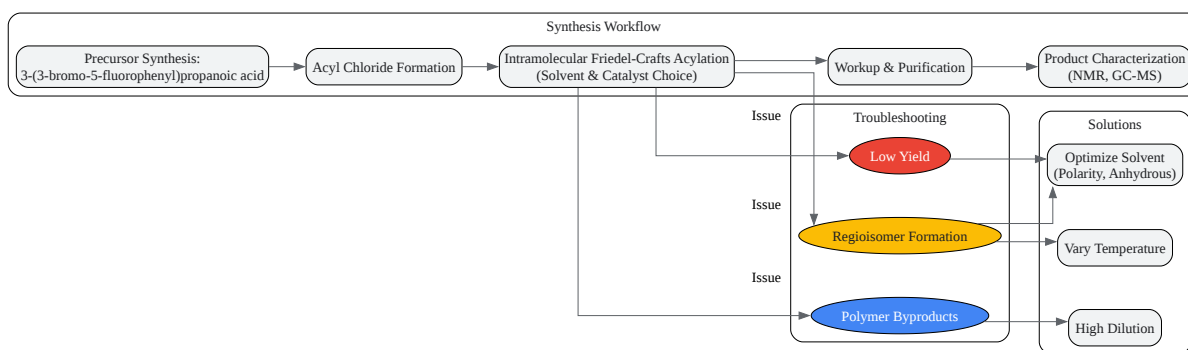 Synthesis Workflow
Precursor Synthesis:
3-(3-bromo-5-fluorophenyl)propanoic acid
Acyl Chloride Formation
Intramolecular Friedel-Crafts Acylation
(Solvent & Catalyst Choice)
Workup & Purification
Product Characterization
(NMR, GC-MS)
Issue
Troubleshooting
Solutions
Low Yield
Optimize Solvent
(Polarity, Anhydrous)
Issue
Regioisomer Formation
Vary Temperature
Issue
Polymer Byproducts
High Dilution